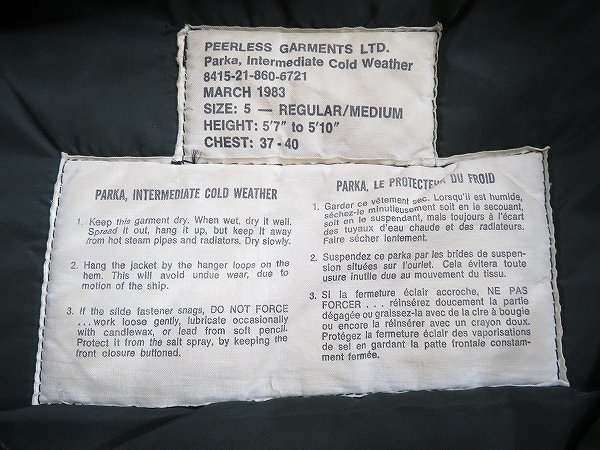 PEERLESS GARMENTS LTD.
Parka, Intermediate Cold Weather
8415-21-860-6721
MARCH 1983
SIZE: 5 — REGULAR/MEDIUM
HEIGHT: 5'7" to 5'10"
CHEST: 37 - 40
PARKA, INTERMEDIATE COLD WEATHER
1. Keep this garment dry. When wet, dry it well.
Spread it out, hang it up, but keep it away
from hot steam pipes and radiators. Dry slowly.
2. Hang the jacket by the hanger loops on the
hem. This will avoid undue wear, due to
motion of the ship.
3. If the silde fastener snags, DO NOT FORCE
...work loose gently, lubricate occasionally
with candlewax, or lead from soft pencil.
Protect it from the salt spray, by keeping the
front closure buttoned.
PARKA, LE PROTECTEUR DU FROID
1. Garder ce vêtement sec. Lorsqu'il est humide,
séchez-le minutieusement soit en le secouant,
soit en le suspendant, mais toujours à l'écart
des tuyaux d'eau chaude et des radiateurs.
Faire sécher lentement.
2. Suspendez ce parka par les brides de suspen-
sion situées sur l'ourlet. Cela évitera toute
usure inutile due au mouvement du tissu.
3. Si la fermeture éclair accroche, NE PAS
FORCER... réinsérez doucement la partie
dégagée ou graissez-la avec de la cire à bougie
ou encore la réinsérer avec un crayon doux.
Protégez la fermeture éclair des vaporisations
de sel en gardant la patte frontale constam-
ment fermée.